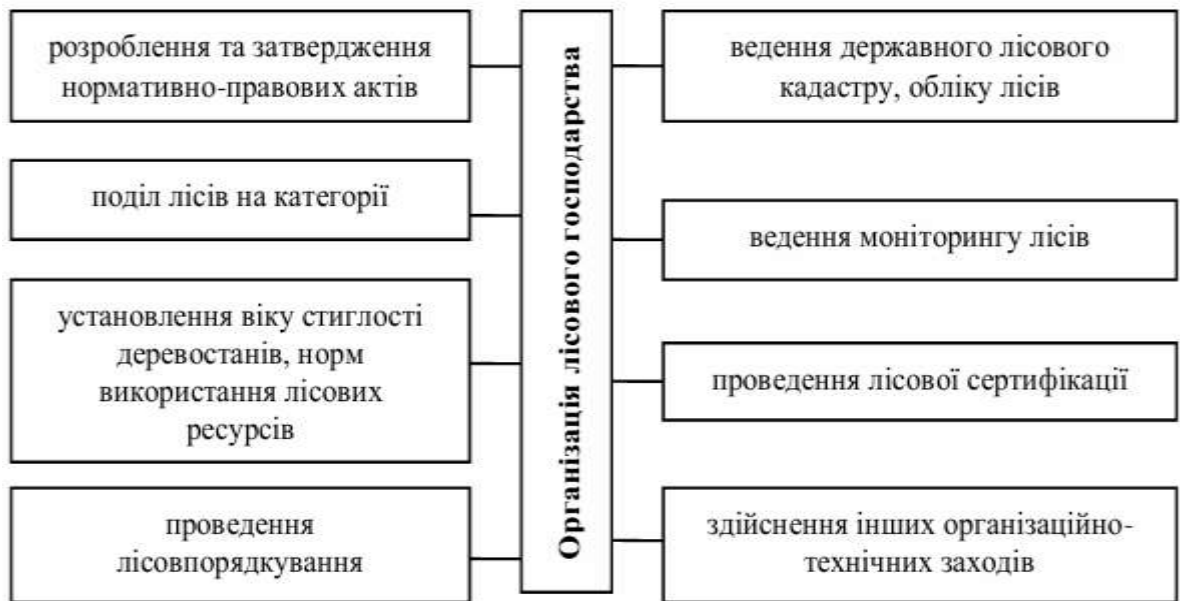 розроблення та затвердження
нормативно-правових актів
поділ лісів на категорії
установлення віку стиглості
деревостанів, норм
використання лісових
ресурсів
проведення
лісовпорядкування
Організація лісового господарства
ведення державного лісового
кадастру, обліку лісів
ведення моніторингу лісів
проведення лісової сертифікації
здійснення інших організаційно-
технічних заходів